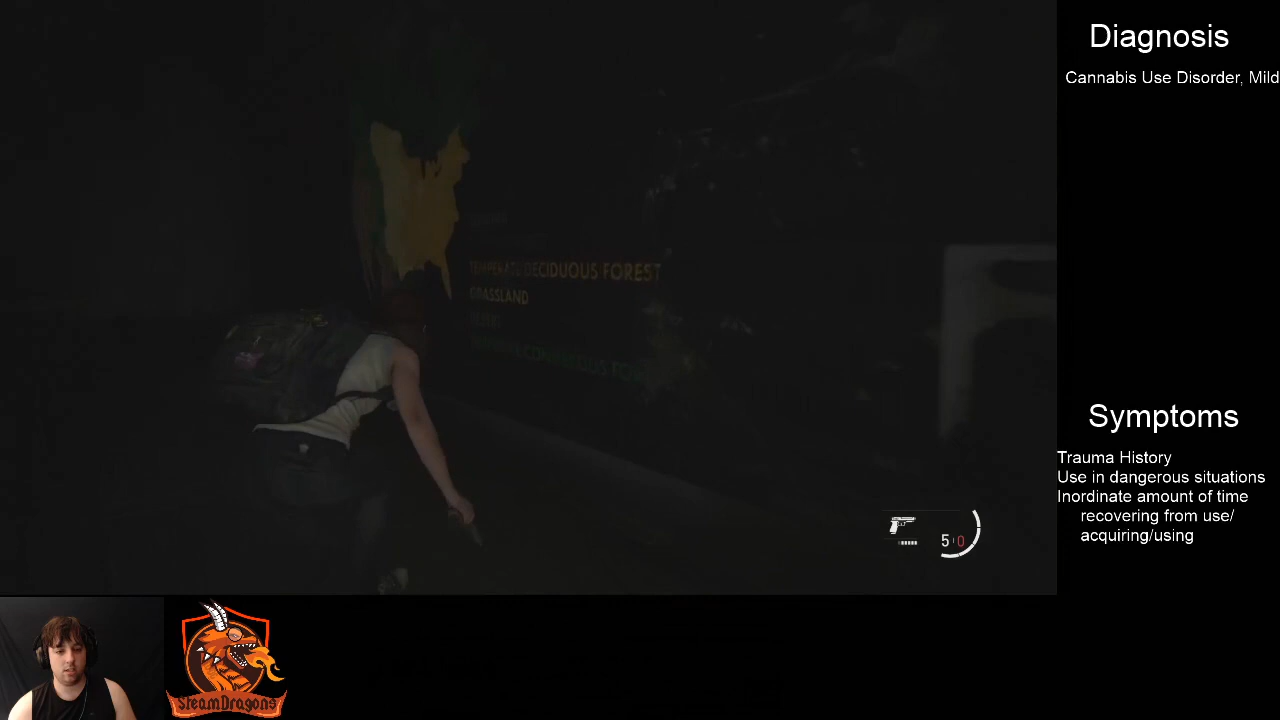 Diagnosis
Cannabis Use Disorder, Mild
DECIDUOUS FOREST
GRASSLAND
Symptoms
Trauma History
Use in dangerous situations
Inordinate amount of time
recovering from use/
acquiring/using
5 0
SteamDragons